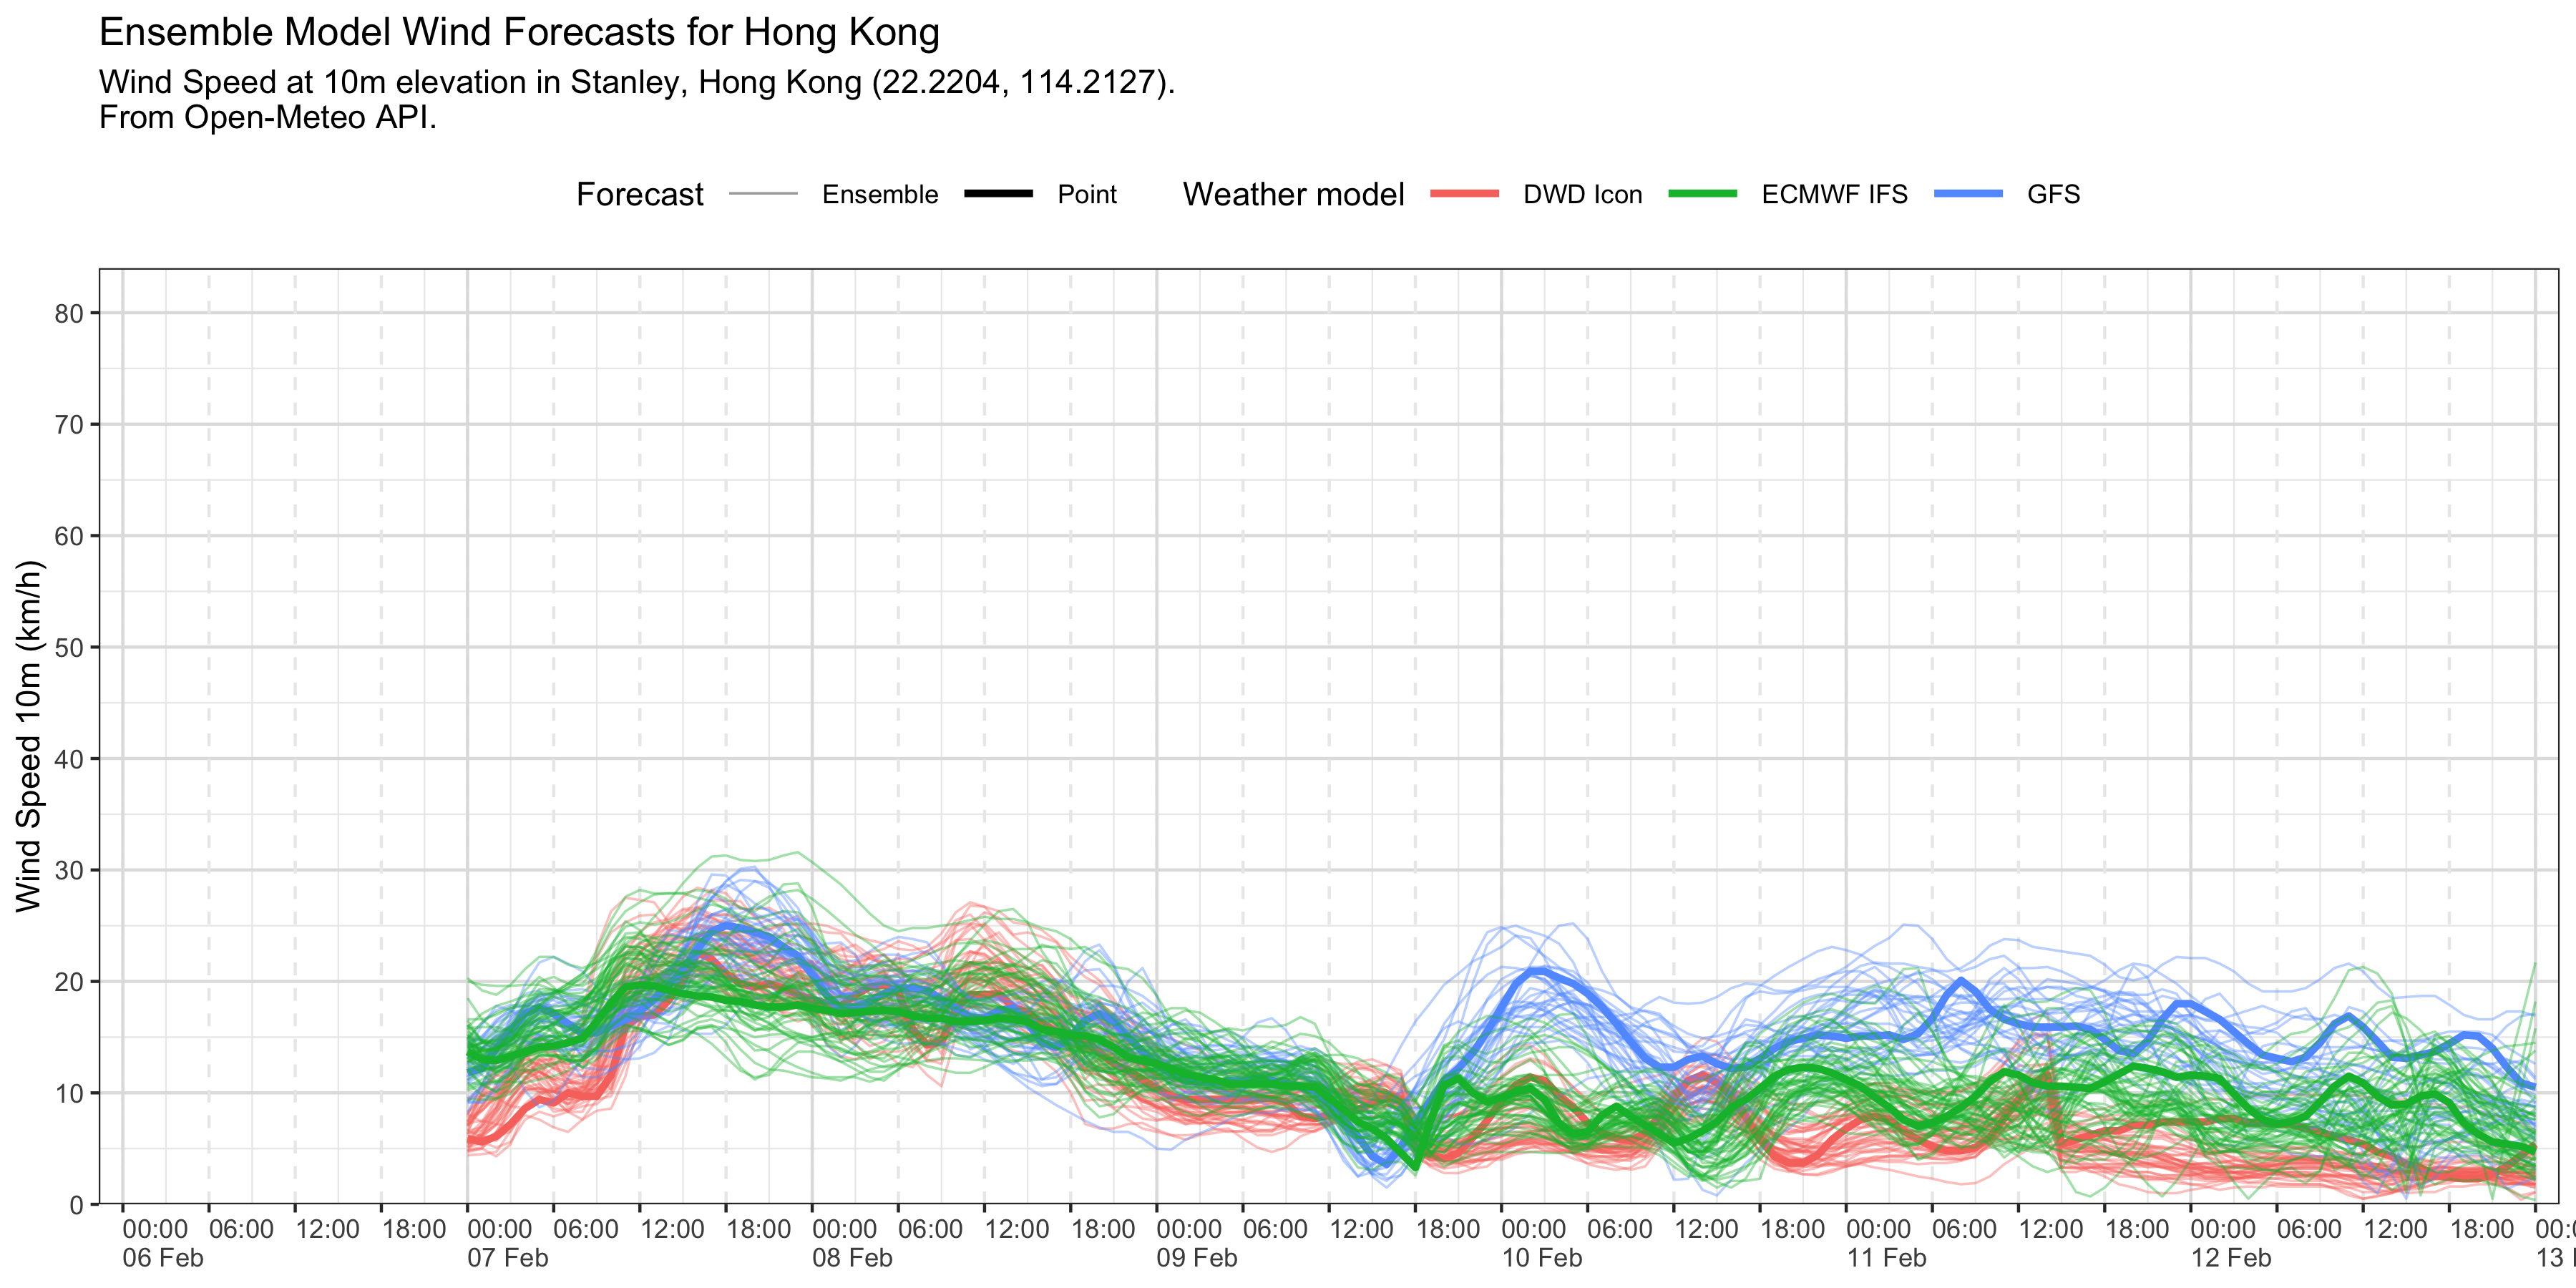 Ensemble Model Wind Forecasts for Hong Kong
Wind Speed at 10m elevation in Stanley, Hong Kong (22.2204, 114.2127).
From Open-Meteo API.
Forecast Ensemble Point Weather model DWD Icon ECMWF IFS GFS
Wind Speed 10m (km/h)
80
70
60
50
40
30
20
10
0
00:00 06:00 12:00 18:00 00:00 06:00 12:00 18:00 00:00 06:00 12:00 18:00 00:00 06:00 12:00 18:00 00:00 06:00 12:00 18:00 00:00 06:00 12:00 18:00 00:00 06:00 12:00 18:00 00:0
06 Feb 07 Feb 08 Feb 09 Feb 10 Feb 11 Feb 12 Feb 13